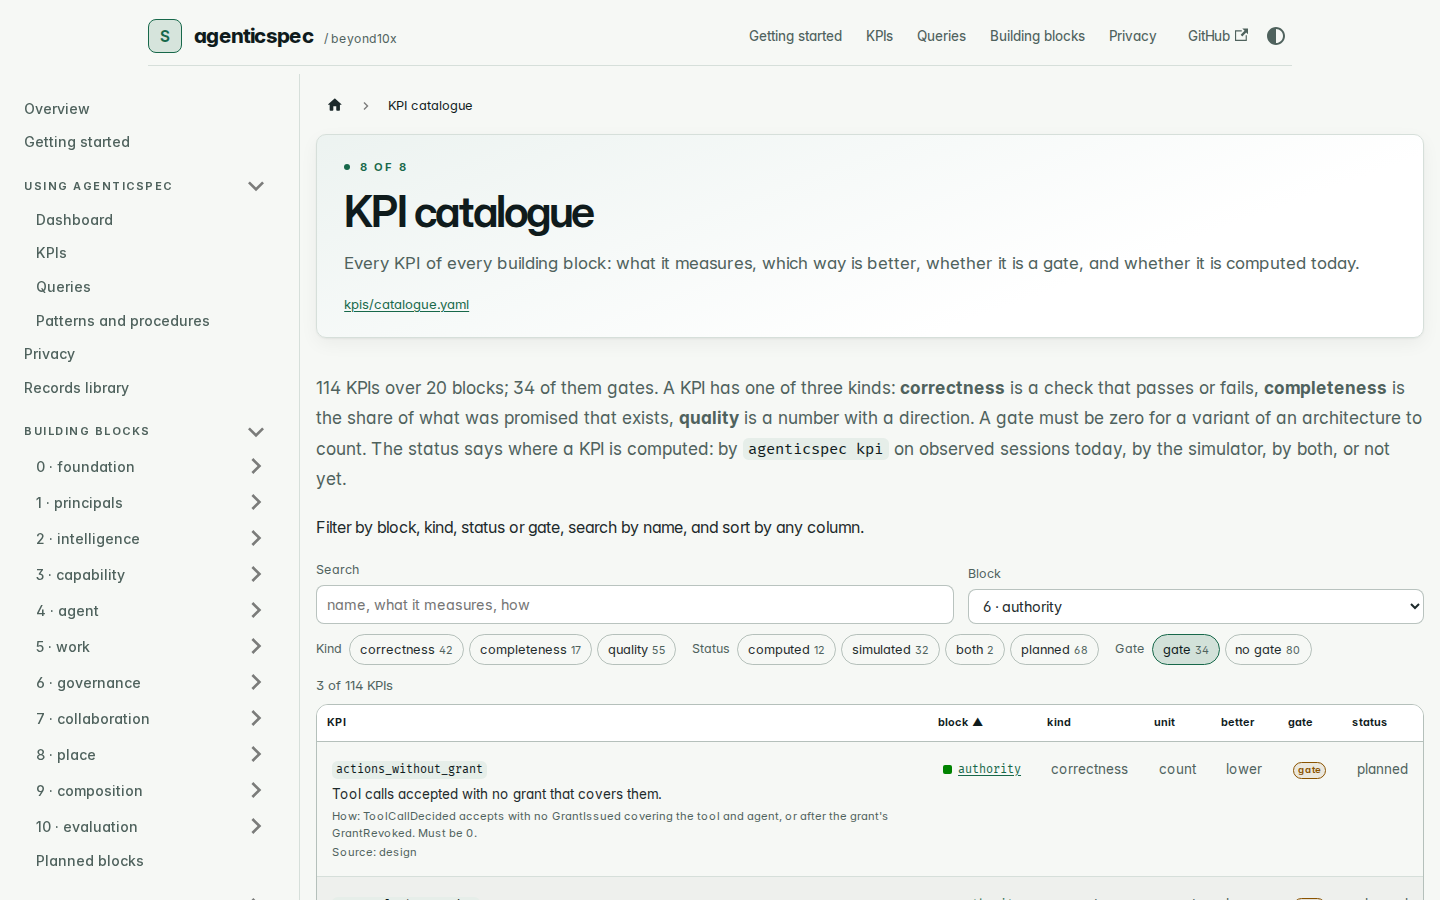 S agenticspec / beyond10x Getting started KPIs Queries Building blocks Privacy GitHub
Overview
Getting started
USING AGENTICSPEC
Dashboard
KPIs
Queries
Patterns and procedures
Privacy
Records library
BUILDING BLOCKS
0 · foundation
1 · principals
2 · intelligence
3 · capability
4 · agent
5 · work
6 · governance
7 · collaboration
8 · place
9 · composition
10 · evaluation
Planned blocks
KPI catalogue
8 OF 8
KPI catalogue
Every KPI of every building block: what it measures, which way is better, whether it is a gate, and whether it is computed today.
kpis/catalogue.yaml
114 KPIs over 20 blocks; 34 of them gates. A KPI has one of three kinds: correctness is a check that passes or fails, completeness is
the share of what was promised that exists, quality is a number with a direction. A gate must be zero for a variant of an architecture to
count. The status says where a KPI is computed: by agenticspec kpi on observed sessions today, by the simulator, by both, or not
yet.
Filter by block, kind, status or gate, search by name, and sort by any column.
Search
name, what it measures, how
Block
6 · authority
Kind correctness 42 completeness 17 quality 55 Status computed 12 simulated 32 both 2 planned 68 Gate gate 34 no gate 80
3 of 114 KPIs
KPI block ▲ kind unit better gate status
actions_without_grant authority correctness count lower gate planned
Tool calls accepted with no grant that covers them.
How: ToolCallDecided accepts with no GrantIssued covering the tool and agent, or after the grant's
GrantRevoked. Must be 0.
Source: design